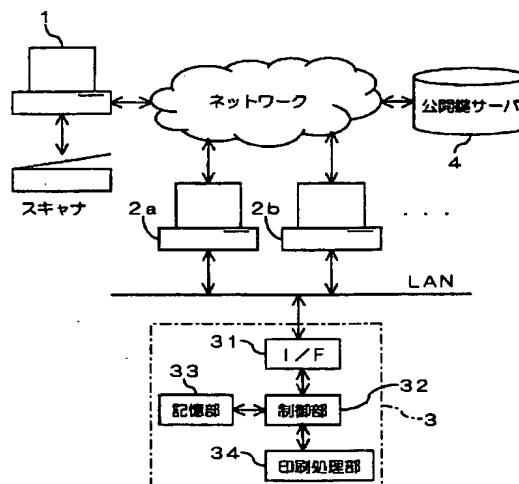 1
ネットワーク
公開鍵サーバ
4
スキャナ
2a
2b
...
LAN
31
I/F
33
32
記憶部
制御部
3
34
印刷処理部